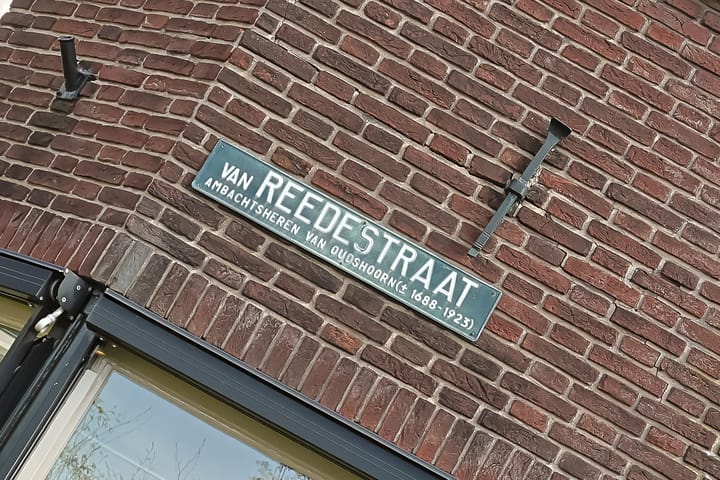 VAN REEDESTRAAT
AMBACHTSHEREN VAN OUDSHOORN (± 1688-1923)